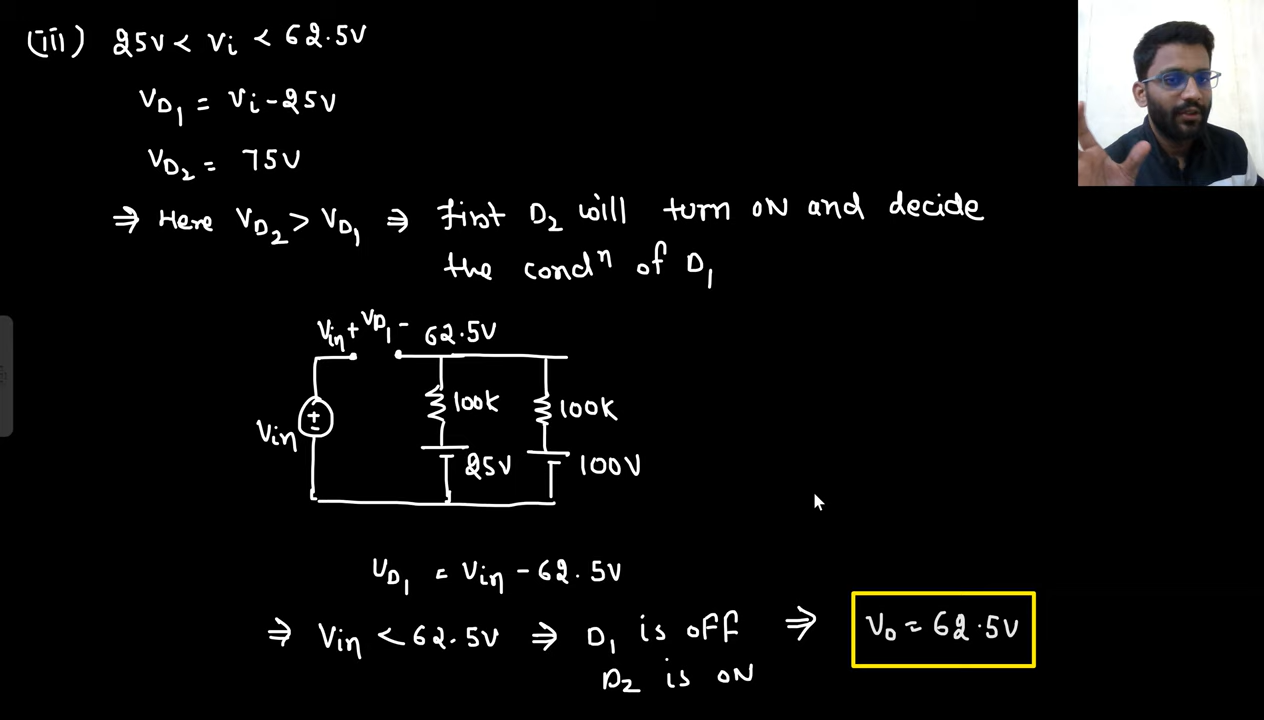 (iii) 25V < Vi < 62.5V
VD1 = Vi - 25V
VD2 = 75V
⇒ Here VD2 > VD1 ⇒ first D2 will turn ON and decide
the condⁿ of D1
Vin + VD1 - 62.5V
100K 100K
Vin + -
25V 100V
VD1 = Vin - 62.5V
⇒ Vin < 62.5V ⇒ D1 is off ⇒ Vo = 62.5V
D2 is ON